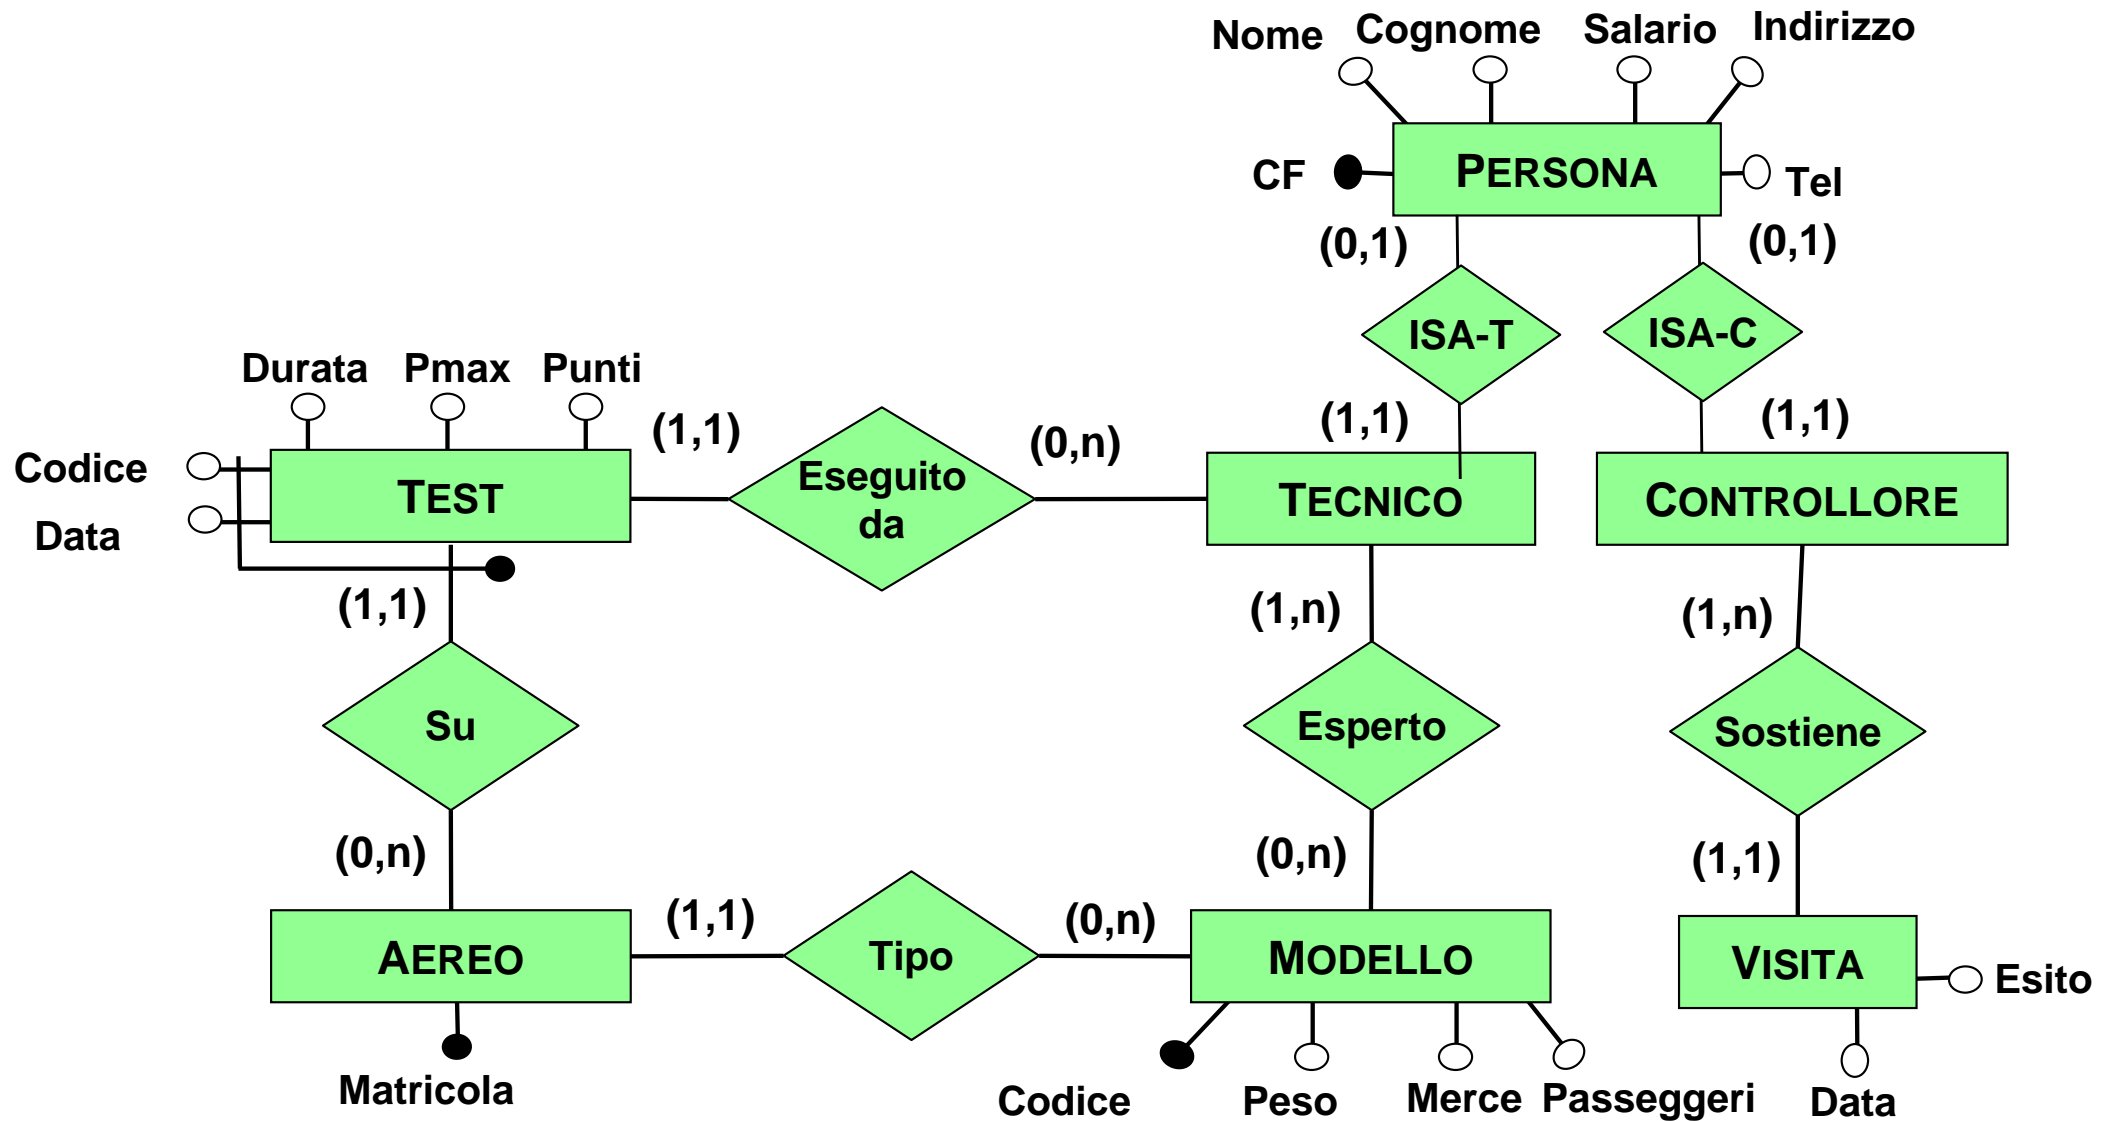 Nome Cognome Salario Indirizzo
CF PERSONA Tel
(0,1) (0,1)
ISA-T ISA-C
Durata Pmax Punti
(1,1) (0,n) (1,1) (1,1)
Codice
TEST
Eseguito
da
TECNICO CONTROLLORE
Data
(1,1) (1,n) (1,n)
Su Esperto Sostiene
(0,n) (0,n) (1,1)
(1,1) (0,n)
AEREO Tipo MODELLO VISITA
Esito
Matricola Codice Peso Merce Passeggeri Data